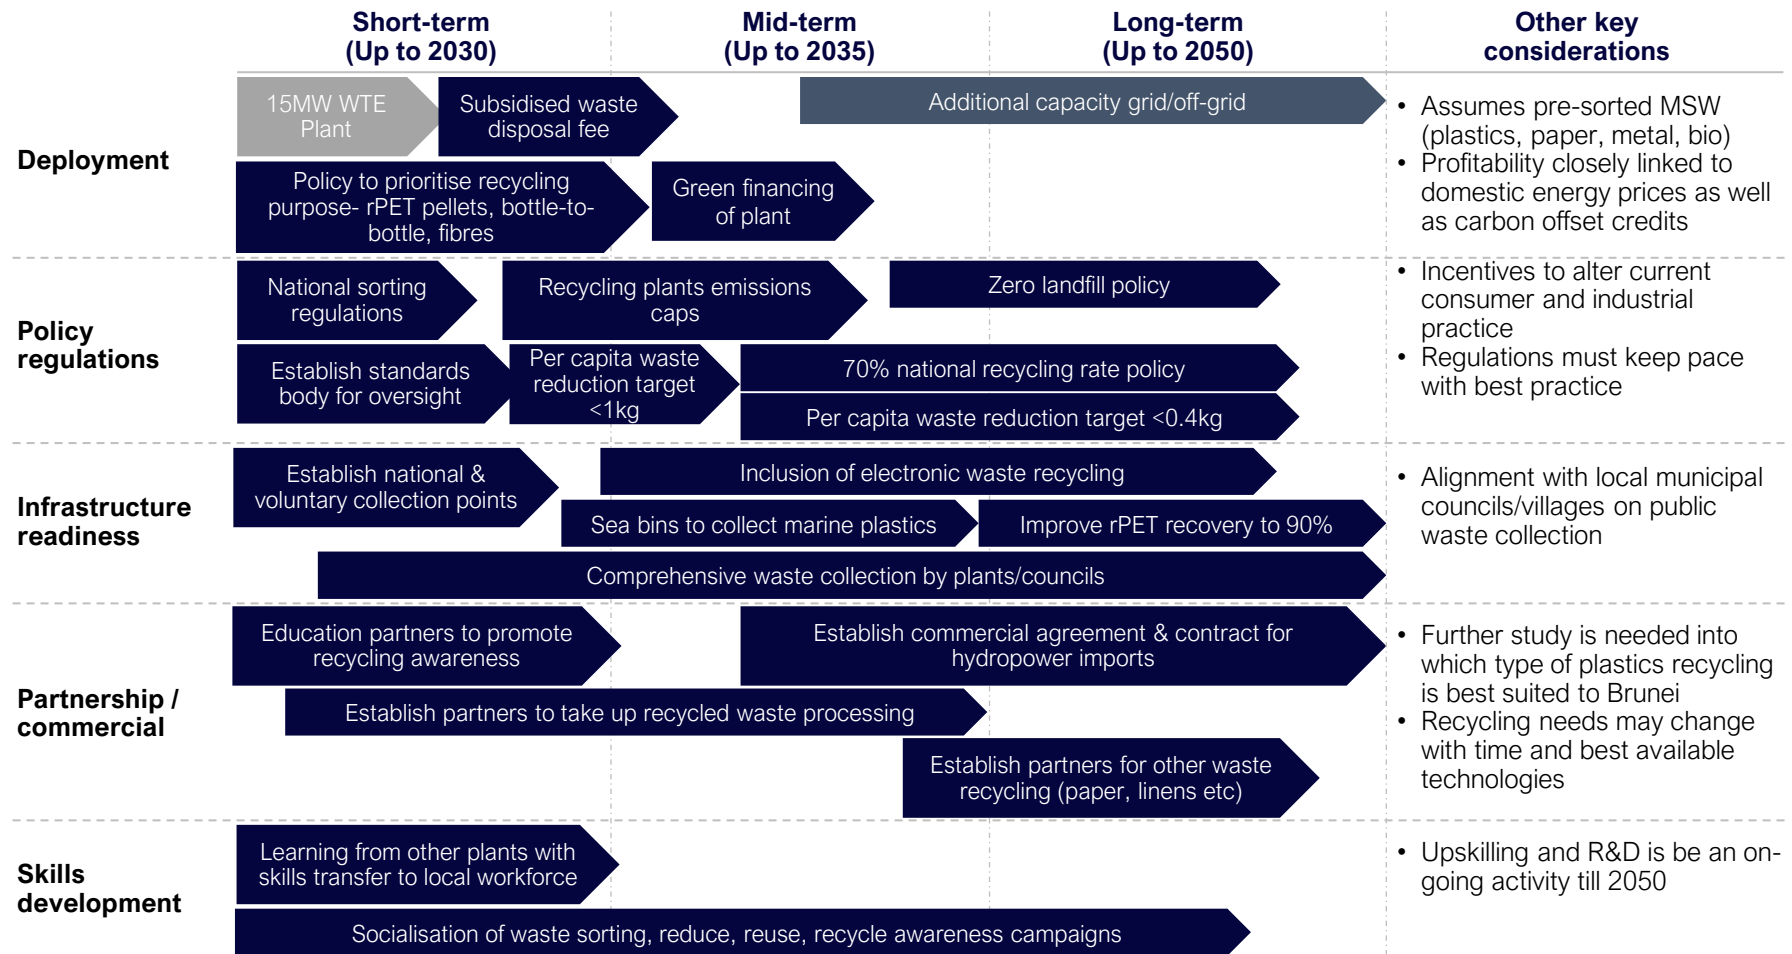 Short-term
(Up to 2030)
Mid-term
(Up to 2035)
Long-term
(Up to 2050)
Other key
considerations
Deployment
15MW WTE
Plant
Subsidised waste
disposal fee
Additional capacity grid/off-grid
Policy to prioritise recycling
purpose- rPET pellets, bottle-to-
bottle, fibres
Green financing
of plant
• Assumes pre-sorted MSW
(plastics, paper, metal, bio)
• Profitability closely linked to
domestic energy prices as well
as carbon offset credits
Policy
regulations
National sorting
regulations
Recycling plants emissions
caps
Zero landfill policy
Establish standards
body for oversight
Per capita waste
reduction target
<1kg
70% national recycling rate policy
Per capita waste reduction target <0.4kg
• Incentives to alter current
consumer and industrial
practice
• Regulations must keep pace
with best practice
Infrastructure
readiness
Establish national &
voluntary collection points
Inclusion of electronic waste recycling
Sea bins to collect marine plastics
Improve rPET recovery to 90%
Comprehensive waste collection by plants/councils
• Alignment with local municipal
councils/villages on public
waste collection
Partnership /
commercial
Education partners to promote
recycling awareness
Establish commercial agreement & contract for
hydropower imports
Establish partners to take up recycled waste processing
Establish partners for other waste
recycling (paper, linens etc)
• Further study is needed into
which type of plastics recycling
is best suited to Brunei
• Recycling needs may change
with time and best available
technologies
Skills
development
Learning from other plants with
skills transfer to local workforce
Socialisation of waste sorting, reduce, reuse, recycle awareness campaigns
• Upskilling and R&D is be an on-
going activity till 2050